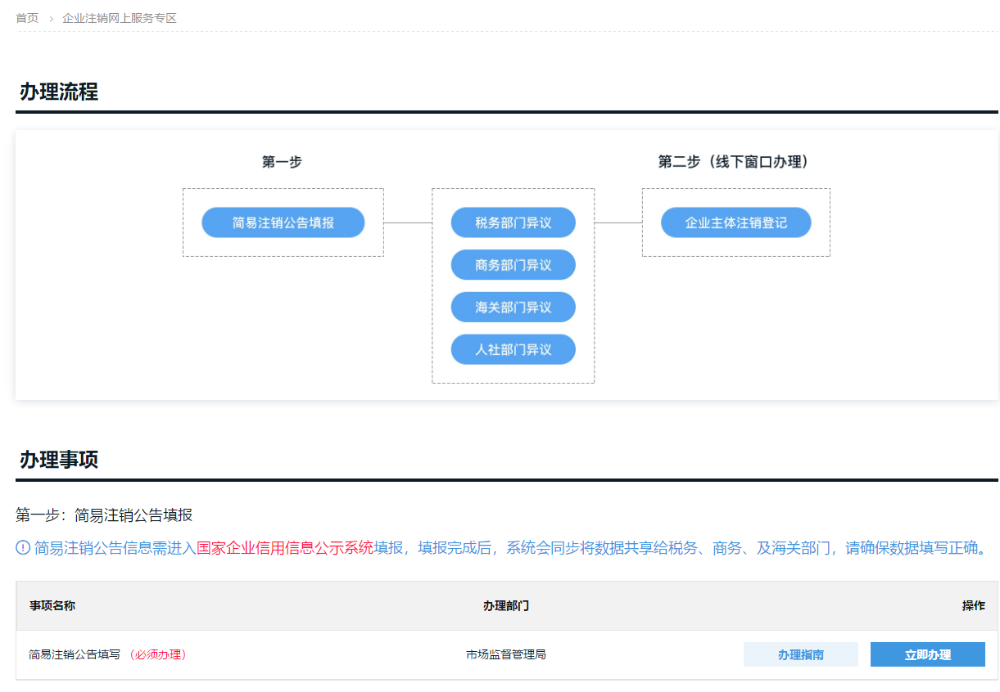 首页 › 企业注销网上服务专区
办理流程
第一步
第二步（线下窗口办理）
简易注销公告填报
税务部门异议
企业主体注销登记
商务部门异议
海关部门异议
人社部门异议
办理事项
第一步：简易注销公告填报
简易注销公告信息需进入国家企业信用信息公示系统填报，填报完成后，系统会同步将数据共享给税务、商务、及海关部门，请确保数据填写正确。
事项名称 办理部门 操作
简易注销公告填写 （必须办理） 市场监督管理局 办理指南 立即办理